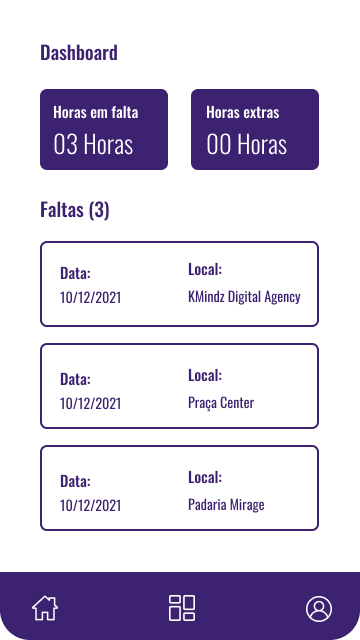 Dashboard
Horas em falta
03 Horas
Horas extras
00 Horas
Faltas (3)
Data:
10/12/2021
Local:
KMindz Digital Agency
Data:
10/12/2021
Local:
Praça Center
Data:
10/12/2021
Local:
Padaria Mirage